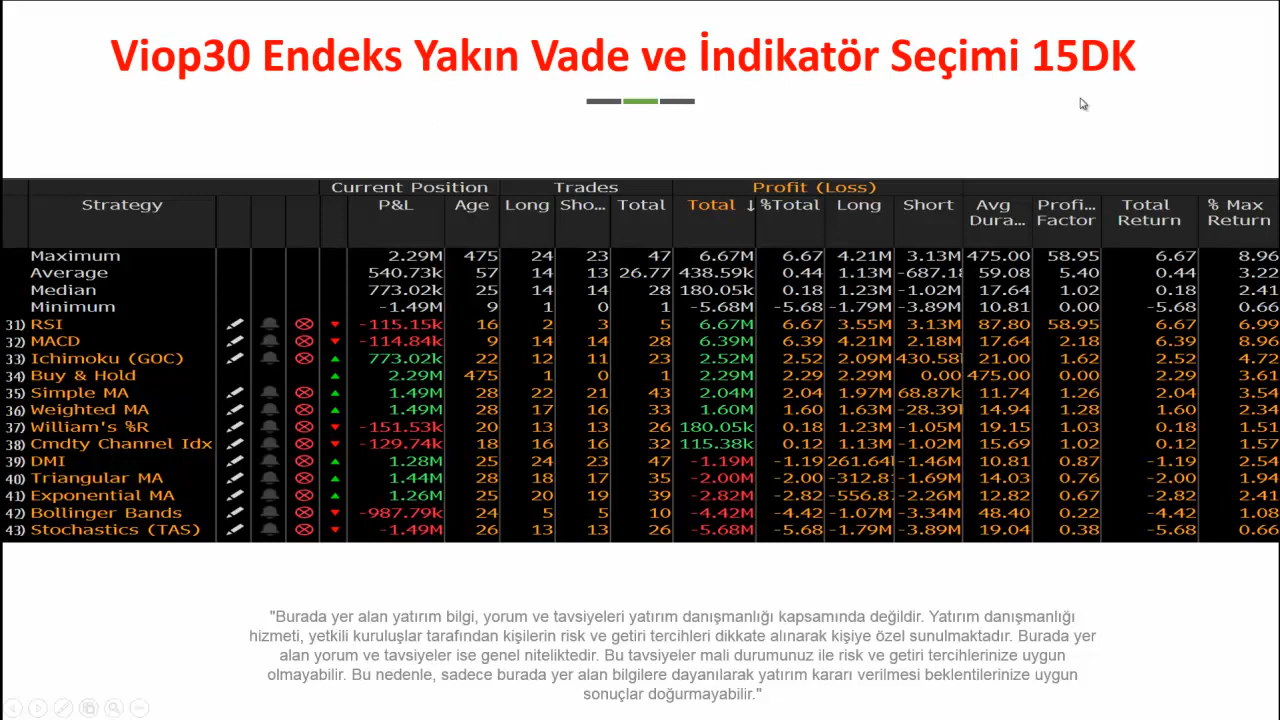 Viop30 Endeks Yakın Vade ve İndikatör Seçimi 15DK
Current Position Trades Profit (Loss)
Strategy P&L Age Long Sho... Total Total ↓ %Total Long Short Avg Dura... Profi... Factor Total Return % Max Return
Maximum 2.29M 475 24 23 47 6.67M 6.67 4.21M 3.13M 475.00 58.95 6.67 8.96
Average 540.73k 57 14 13 26.77 438.59k 0.44 1.13M -687.18 59.08 5.40 0.44 3.22
Median 773.02k 25 14 14 28 180.05k 0.18 1.23M -1.02M 17.64 1.03 0.18 2.41
Minimum -1.49M 9 1 0 1 -5.68M -5.68 -1.79M -3.89M 10.81 0.00 -5.68 0.66
31) RSI -115.15k 16 2 3 5 6.67M 6.67 3.55M 3.13M 87.80 58.95 6.67 6.99
32) MACD -114.84k 9 14 14 28 6.39M 6.39 4.21M 2.18M 17.64 2.18 6.39 8.96
33) Ichimoku (GOC) 773.02k 22 12 11 23 2.52M 2.52 2.09M 430.58k 21.00 1.62 2.52 4.72
34) Buy & Hold 2.29M 475 1 0 1 2.29M 2.29 2.29M 0.00 475.00 0.00 2.29 3.61
35) Simple MA 1.49M 28 22 21 43 2.04M 2.04 1.97M 68.87k 11.74 1.26 2.04 3.54
36) Weighted MA 1.49M 28 17 16 33 1.60M 1.60 1.63M -28.39k 14.94 1.28 1.60 2.34
37) William's %R -151.53k 20 13 13 26 180.05k 0.18 1.23M -1.05M 19.15 1.03 0.18 1.51
38) Cmdty Channel Idx -129.74k 18 16 16 32 115.38k 0.12 1.13M -1.02M 15.69 1.02 0.12 1.57
39) DMI 1.28M 25 24 23 47 -1.19M -1.19 261.64k -1.46M 10.81 0.87 -1.19 2.54
40) Triangular MA 1.44M 28 18 17 35 -2.00M -2.00 -312.8 -1.69M 14.03 0.76 -2.00 1.94
41) Exponential MA 1.26M 25 20 19 39 -2.82M -2.82 -556.8 -2.26M 12.82 0.67 -2.82 2.41
42) Bollinger Bands -987.79k 24 5 5 10 -4.42M -4.42 -1.07M -3.34M 48.40 0.22 -4.42 1.08
43) Stochastics (TAS) -1.49M 26 13 13 26 -5.68M -5.68 -1.79M -3.89M 19.04 0.38 -5.68 0.66
"Burada yer alan yatırım bilgi, yorum ve tavsiyeleri yatırım danışmanlığı kapsamında değildir. Yatırım danışmanlığı
hizmeti, yetkili kuruluşlar tarafından kişilerin risk ve getiri tercihleri dikkate alınarak kişiye özel sunulmaktadır. Burada yer
alan yorum ve tavsiyeler ise genel niteliktedir. Bu tavsiyeler mali durumunuz ile risk ve getiri tercihlerinize uygun
olmayabilir. Bu nedenle, sadece burada yer alan bilgilere dayanılarak yatırım kararı verilmesi beklentilerinize uygun
sonuçlar doğurmayabilir."